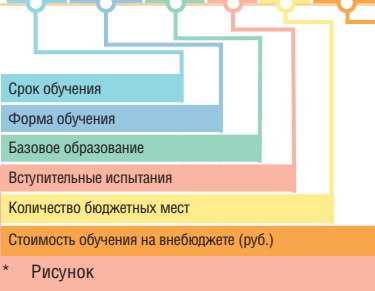 Срок обучения
Форма обучения
Базовое образование
Вступительные испытания
Количество бюджетных мест
Стоимость обучения на внебюджете (руб.)
* Рисунок